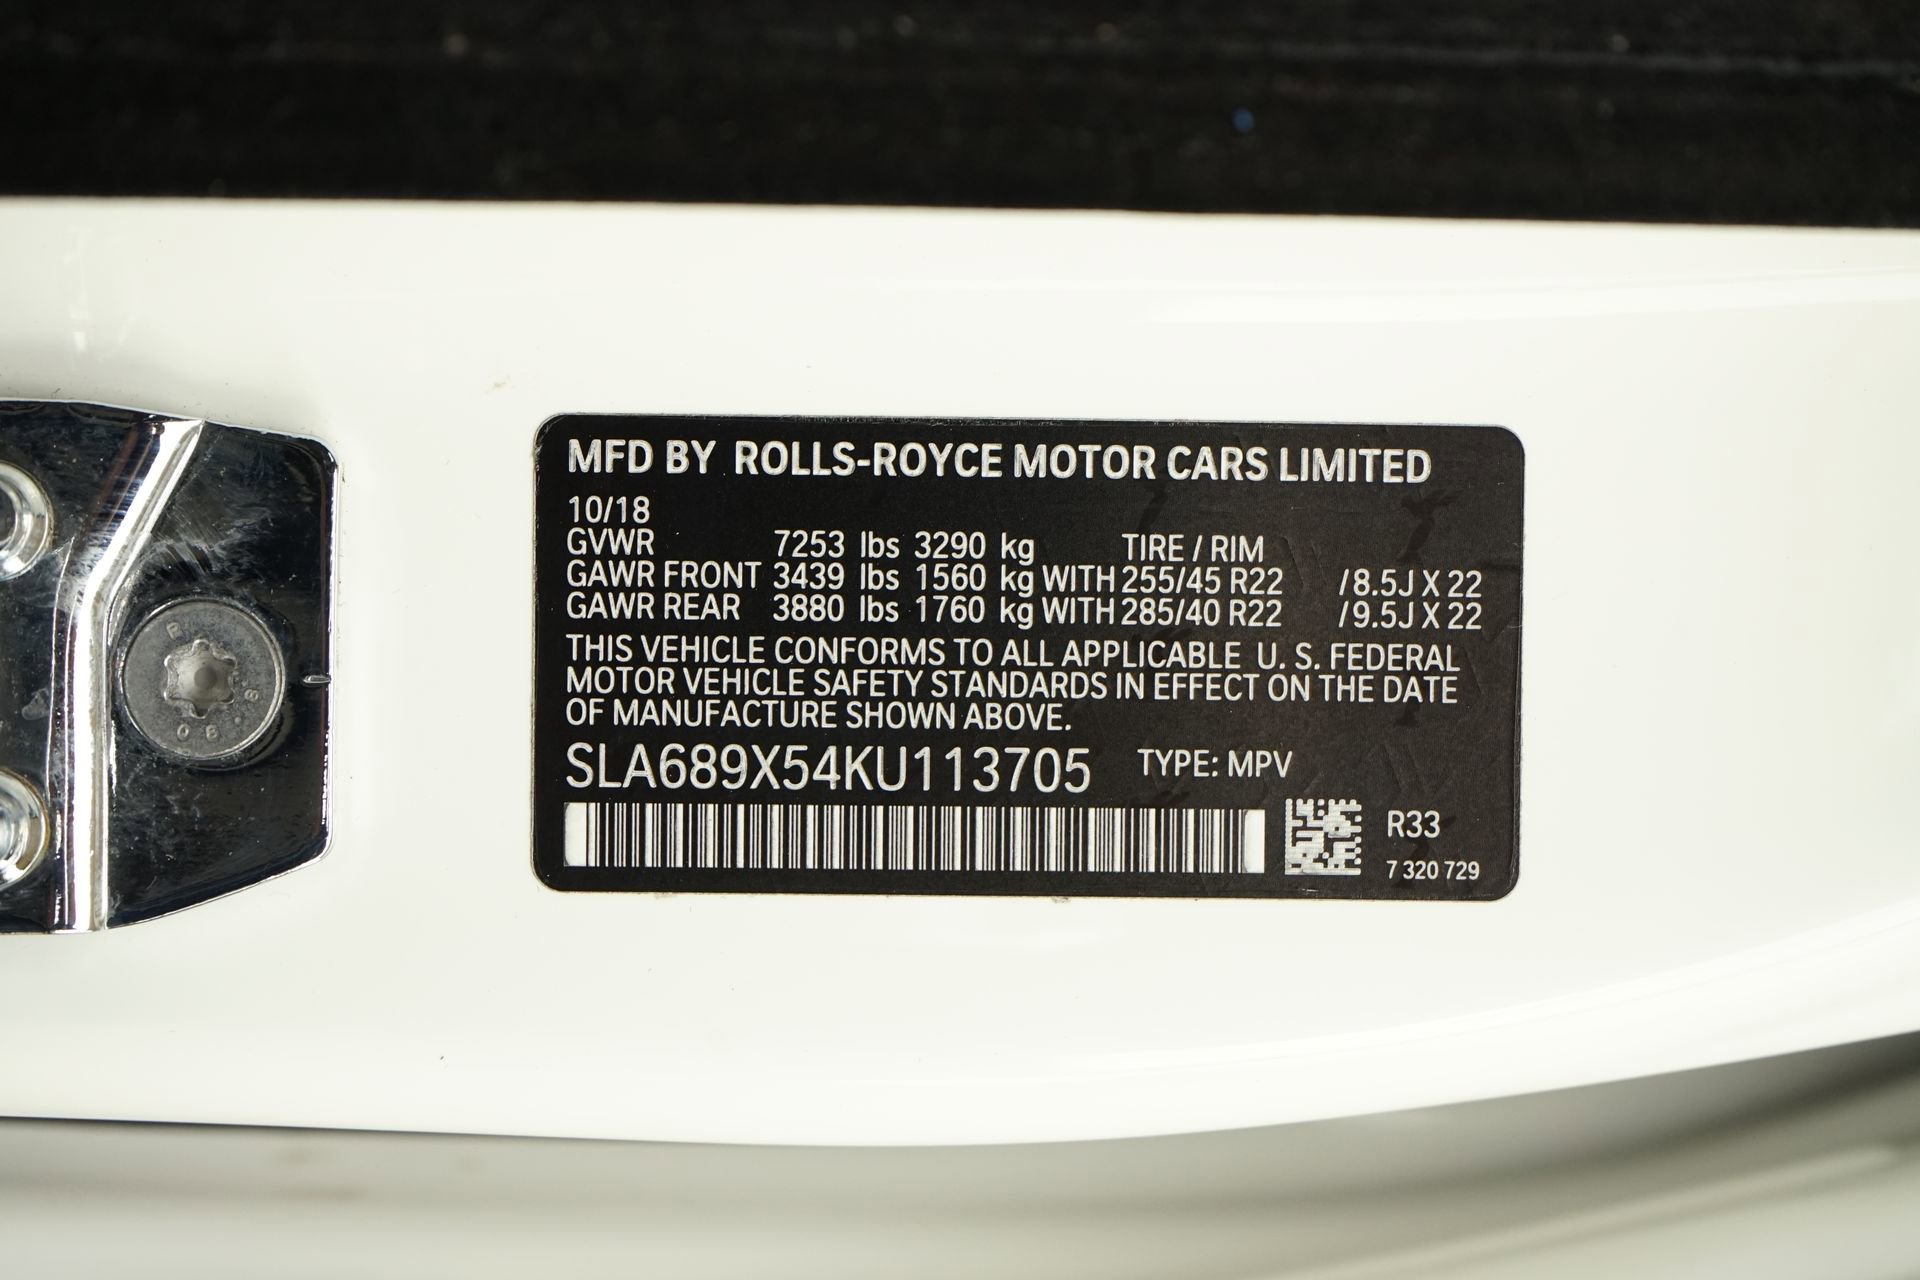 MFD BY ROLLS-ROYCE MOTOR CARS LIMITED
10/18
GVWR 7253 lbs 3290 kg TIRE / RIM
GAWR FRONT 3439 lbs 1560 kg WITH 255/45 R22 /8.5J X 22
GAWR REAR 3880 lbs 1760 kg WITH 285/40 R22 /9.5J X 22
THIS VEHICLE CONFORMS TO ALL APPLICABLE U. S. FEDERAL
MOTOR VEHICLE SAFETY STANDARDS IN EFFECT ON THE DATE
OF MANUFACTURE SHOWN ABOVE.
SLA689X54KU113705 TYPE: MPV
R33
7 320 729